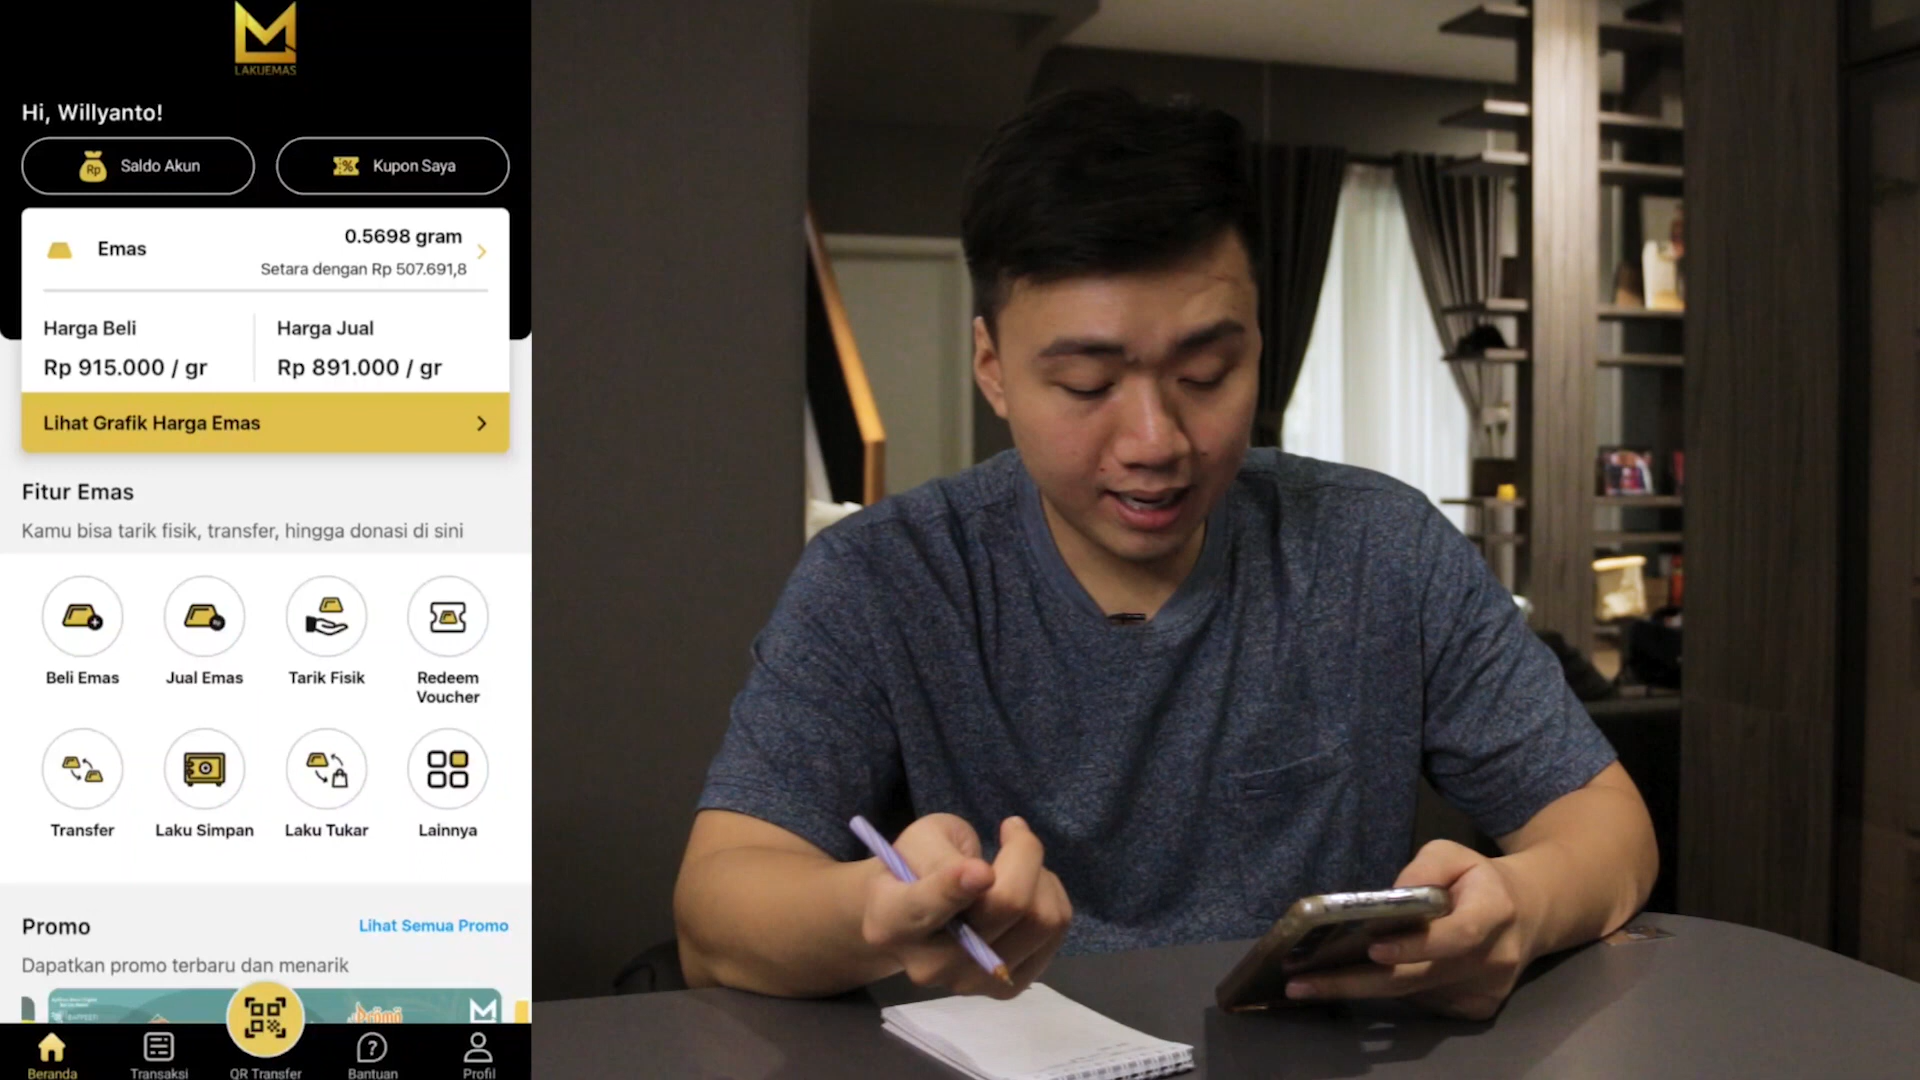 LAKUEMAS
Hi, Willyanto!
Rp
Saldo Akun
%
Kupon Saya
Emas
0.5698 gram
Setara dengan Rp 507.691,8
Harga Beli
Harga Jual
Rp 915.000 / gr
Rp 891.000 / gr
Lihat Grafik Harga Emas
Fitur Emas
Kamu bisa tarik fisik, transfer, hingga donasi di sini
Beli Emas
Jual Emas
Tarik Fisik
Redeem
Voucher
Transfer
Laku Simpan
Laku Tukar
Lainnya
Promo
Lihat Semua Promo
Dapatkan promo terbaru dan menarik
Beranda
Transaksi
QR Transfer
Bantuan
Profil